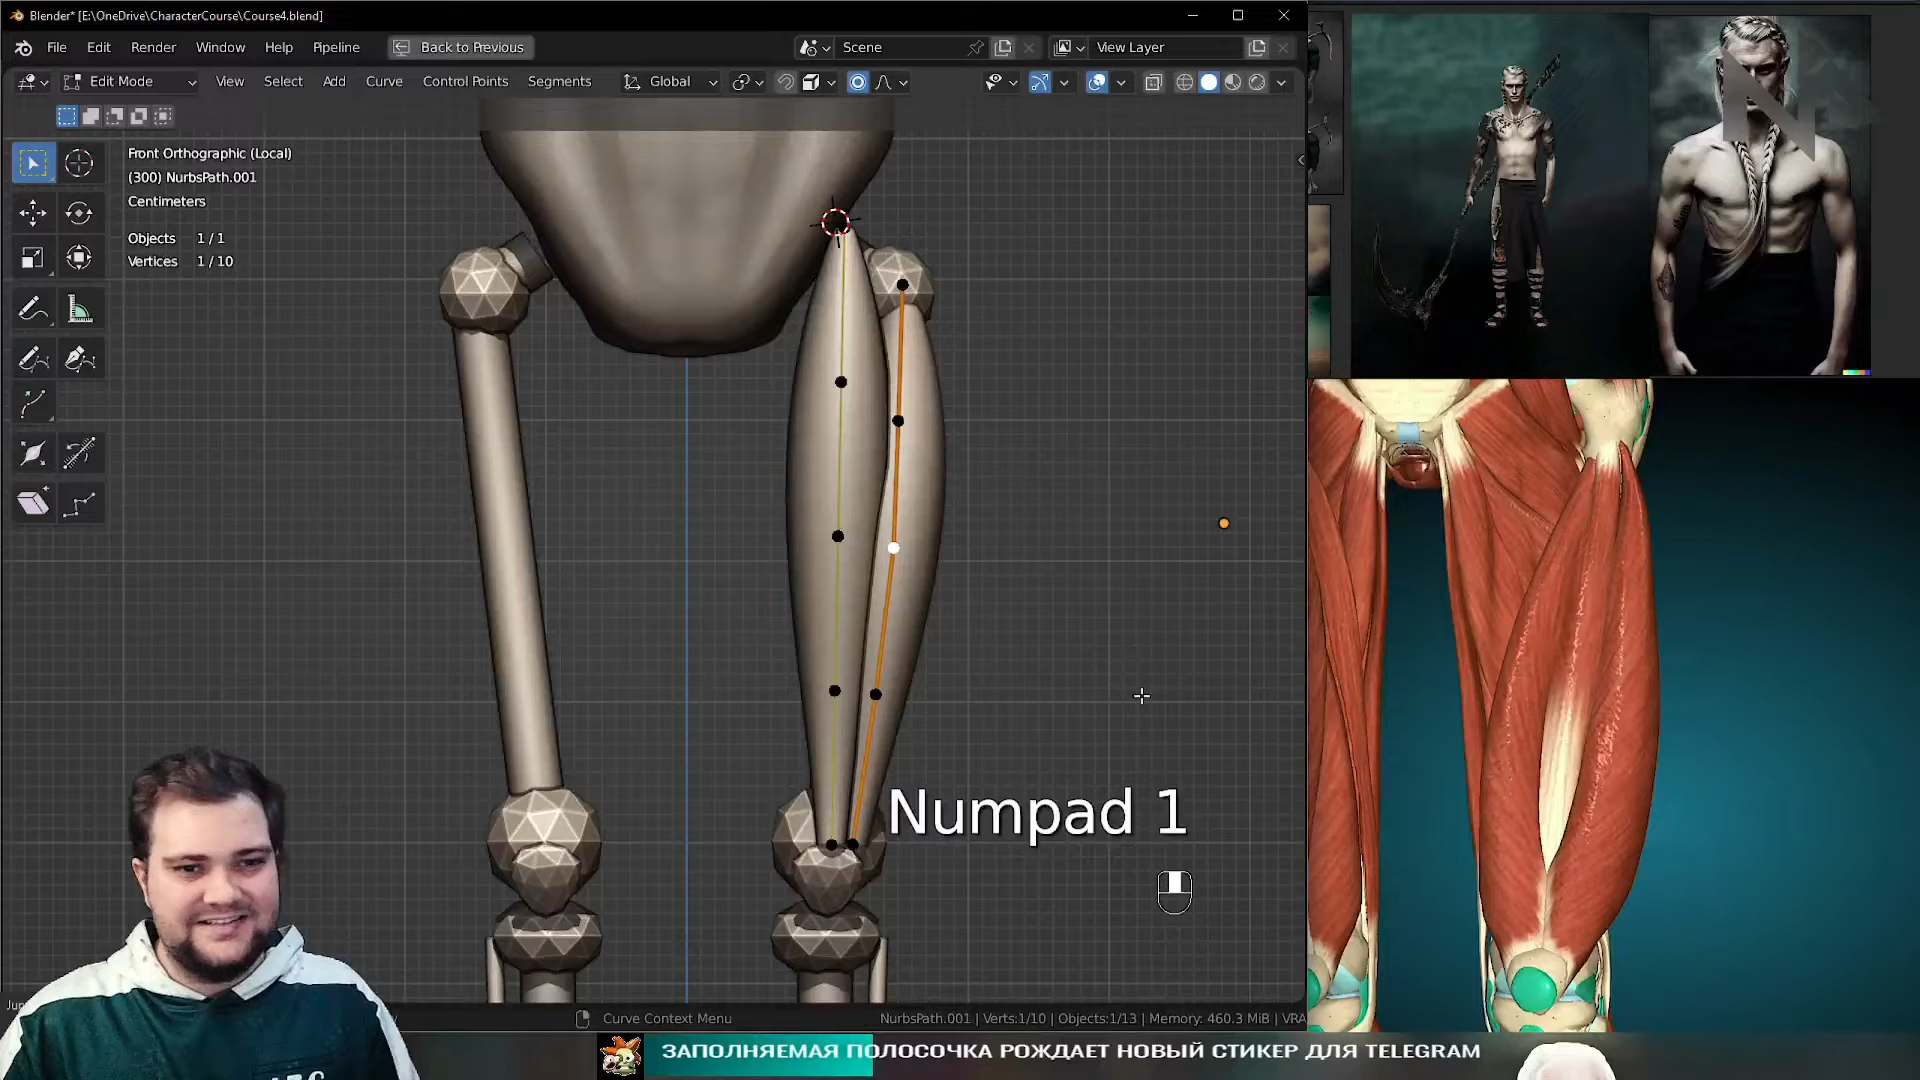 Blender* [E:\OneDrive\CharacterCourse\Course4.blend]
File Edit Render Window Help Pipeline Back to Previous Scene View Layer
Edit Mode View Select Add Curve Control Points Segments Global
Front Orthographic (Local)
(300) NurbsPath.001
Centimeters
Objects 1 / 1
Vertices 1 / 10
Numpad 1
Curve Context Menu NurbsPath.001 | Verts:1/10 | Objects:1/13 | Memory: 460.3 MiB | VRA
ЗАПОЛНЯЕМАЯ ПОЛОСОЧКА РОЖДАЕТ НОВЫЙ СТИКЕР ДЛЯ TELEGRAM